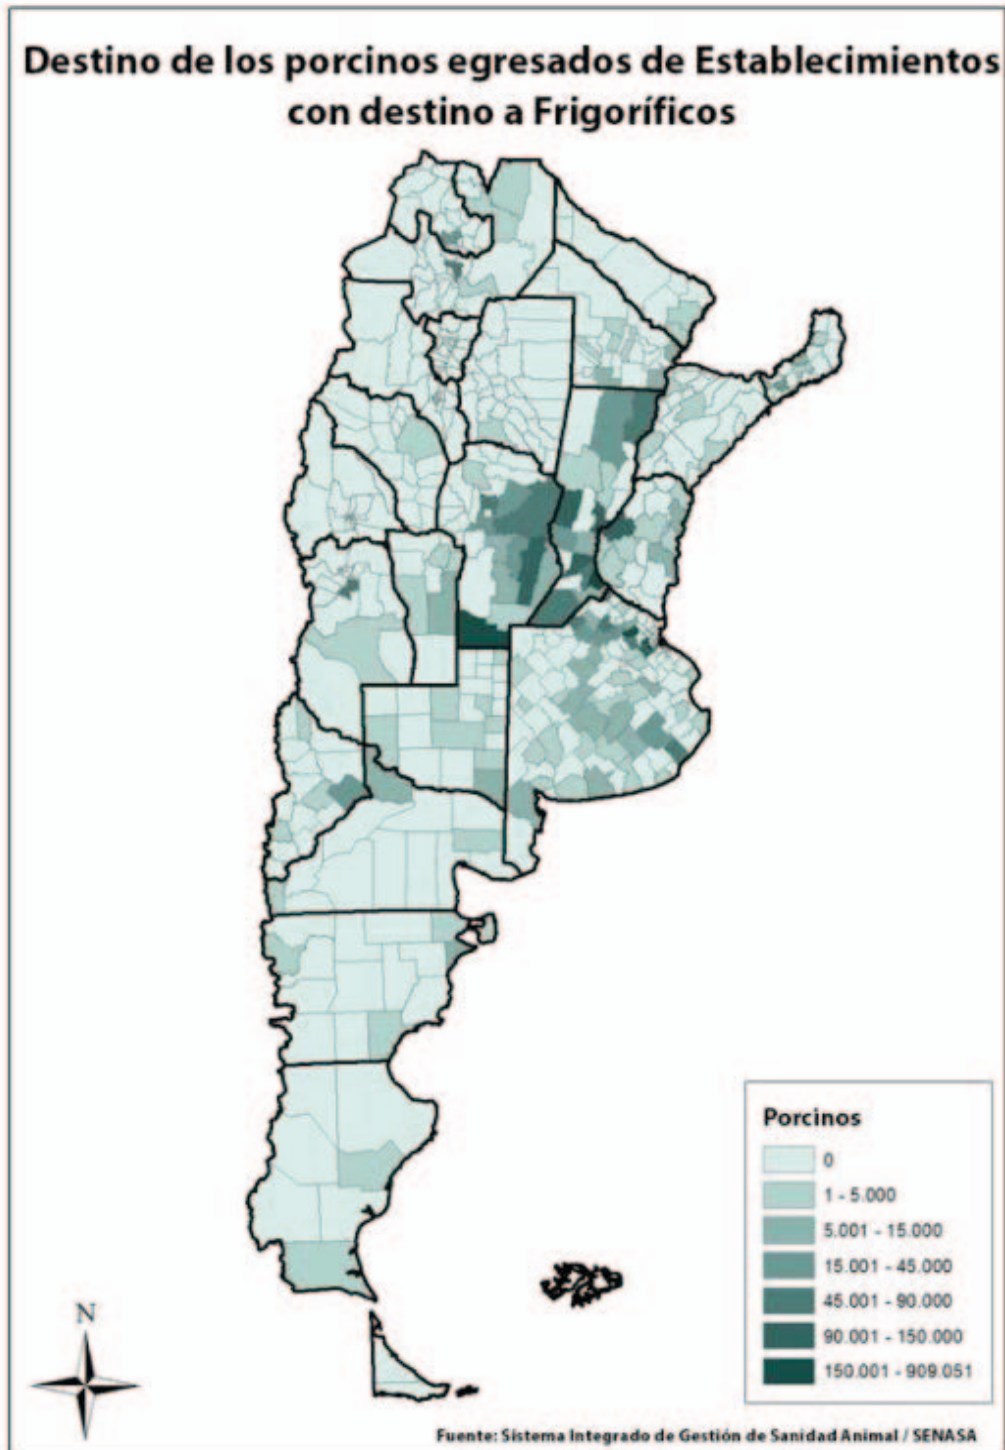 Destino de los porcinos egresados de Establecimientos
con destino a Frigoríficos
Porcinos
0
1 - 5.000
5.001 - 15.000
15.001 - 45.000
45.001 - 90.000
90.001 - 150.000
150.001 - 909.051
N
Fuente: Sistema Integrado de Gestión de Sanidad Animal / SENASA